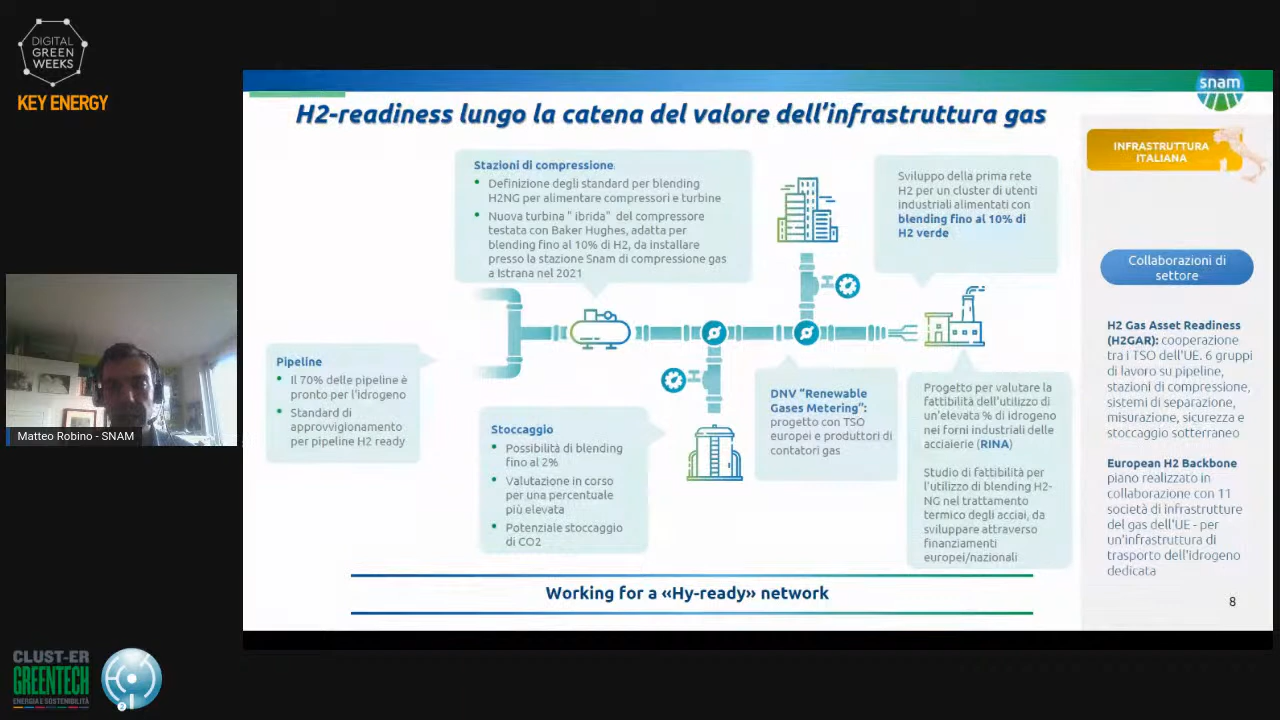 DIGITAL
GREEN
WEEKS
KEY ENERGY
snam
H2-readiness lungo la catena del valore dell'infrastruttura gas
INFRASTRUTTURA
ITALIANA
Stazioni di compressione
• Definizione degli standard per blending
H2NG per alimentare compressori e turbine
• Nuova turbina " ibrida" del compressore
testata con Baker Hughes, adatta per
blending fino al 10% di H2, da installare
presso la stazione Snam di compressione gas
a Istrana nel 2021
Sviluppo della prima rete
H2 per un cluster di utenti
industriali alimentati con
blending fino al 10% di
H2 verde
Collaborazioni di
settore
H2 Gas Asset Readiness
(H2GAR): cooperazione
tra i TSO dell'UE. 6 gruppi
di lavoro su pipeline,
stazioni di compressione,
sistemi di separazione,
misurazione, sicurezza e
stoccaggio sotterraneo
European H2 Backbone
piano realizzato in
collaborazione con 11
società di infrastrutture
del gas dell'UE - per
un'infrastruttura di
trasporto dell'idrogeno
dedicata
Pipeline
• Il 70% delle pipeline è
pronto per l'idrogeno
• Standard di
approvvigionamento
per pipeline H2 ready
Stoccaggio
• Possibilità di blending
fino al 2%
• Valutazione in corso
per una percentuale
più elevata
• Potenziale stoccaggio
di CO2
DNV "Renewable
Gases Metering":
progetto con TSO
europei e produttori di
contatori gas
Progetto per valutare la
fattibilità dell'utilizzo di
un'elevata % di idrogeno
nei forni industriali delle
acciaierie (RINA)
Studio di fattibilità per
l'utilizzo di blending H2-
NG nel trattamento
termico degli acciai, da
sviluppare attraverso
finanziamenti
europei/nazionali
Working for a «Hy-ready» network
8
Matteo Robino - SNAM
CLUST-ER
GREENTECH
ENERGIA E SOSTENIBILITÀ
2